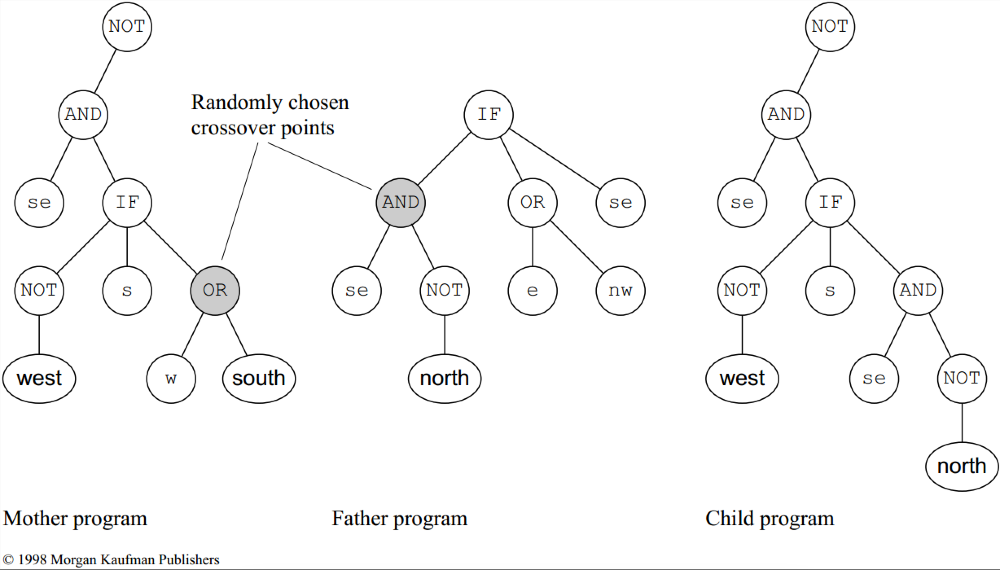 NOT
AND
se
IF
NOT
s
OR
west
w
south
Randomly chosen
crossover points
IF
AND
OR
se
se
NOT
e
nw
north
NOT
AND
se
IF
NOT
s
AND
west
se
NOT
north
Mother program
Father program
Child program
© 1998 Morgan Kaufman Publishers